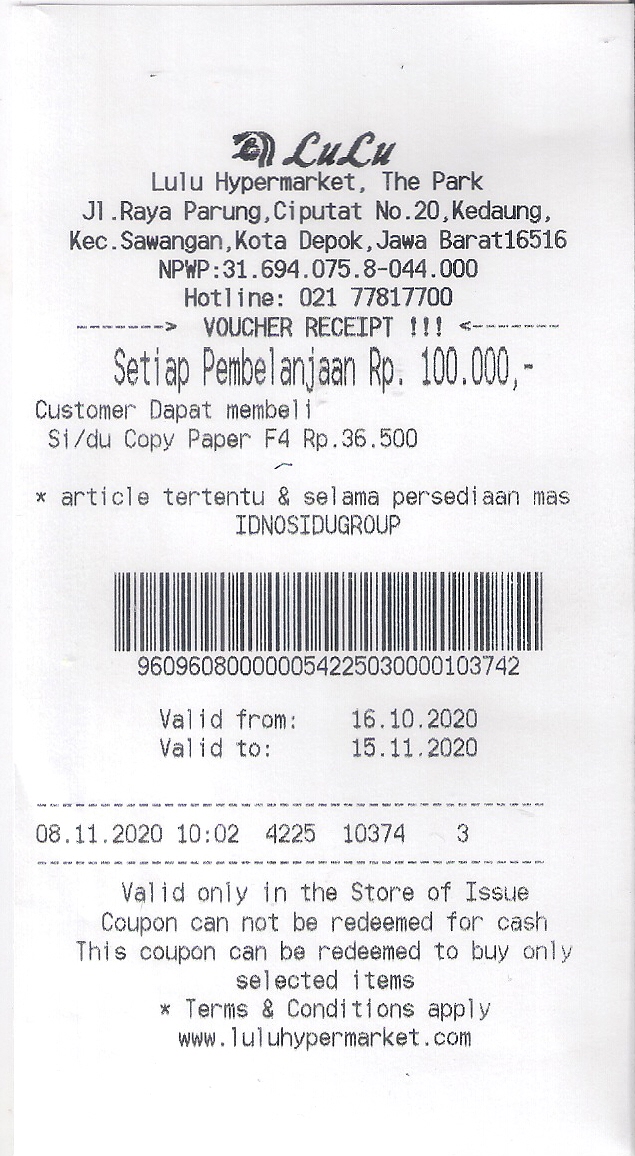 LuLu
Lulu Hypermarket, The Park
Jl.Raya Parung,Ciputat No.20,Kedaung,
Kec.Sawangan,Kota Depok,Jawa Barat16516
NPWP:31.694.075.8-044.000
Hotline: 021 77817700
-----> VOUCHER RECEIPT !!! <-----
Setiap Pembelanjaan Rp. 100.000,-
Customer Dapat membeli
Si/du Copy Paper F4 Rp.36.500
* article tertentu & selama persediaan mas
IDNOSIDUGROUP
960960800000054225030000103742
Valid from: 16.10.2020
Valid to: 15.11.2020
08.11.2020 10:02 4225 10374 3
Valid only in the Store of Issue
Coupon can not be redeemed for cash
This coupon can be redeemed to buy only
selected items
* Terms & Conditions apply
www.luluhypermarket.com